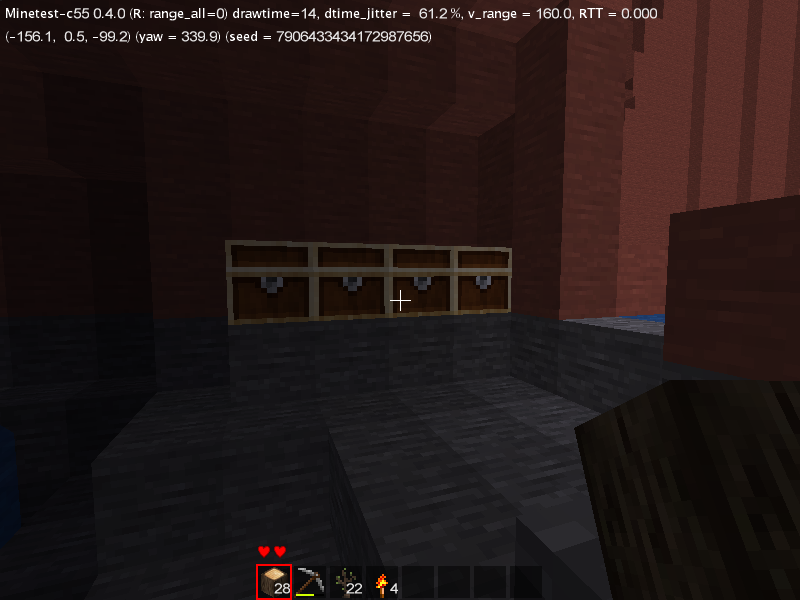 Minetest-c55 0.4.0 (R: range_all=0) drawtime=14, dtime_jitter = 61.2 %, v_range = 160.0, RTT = 0.000
(-156.1, 0.5, -99.2) (yaw = 339.9) (seed = 7906433434172987656)
28 22 4